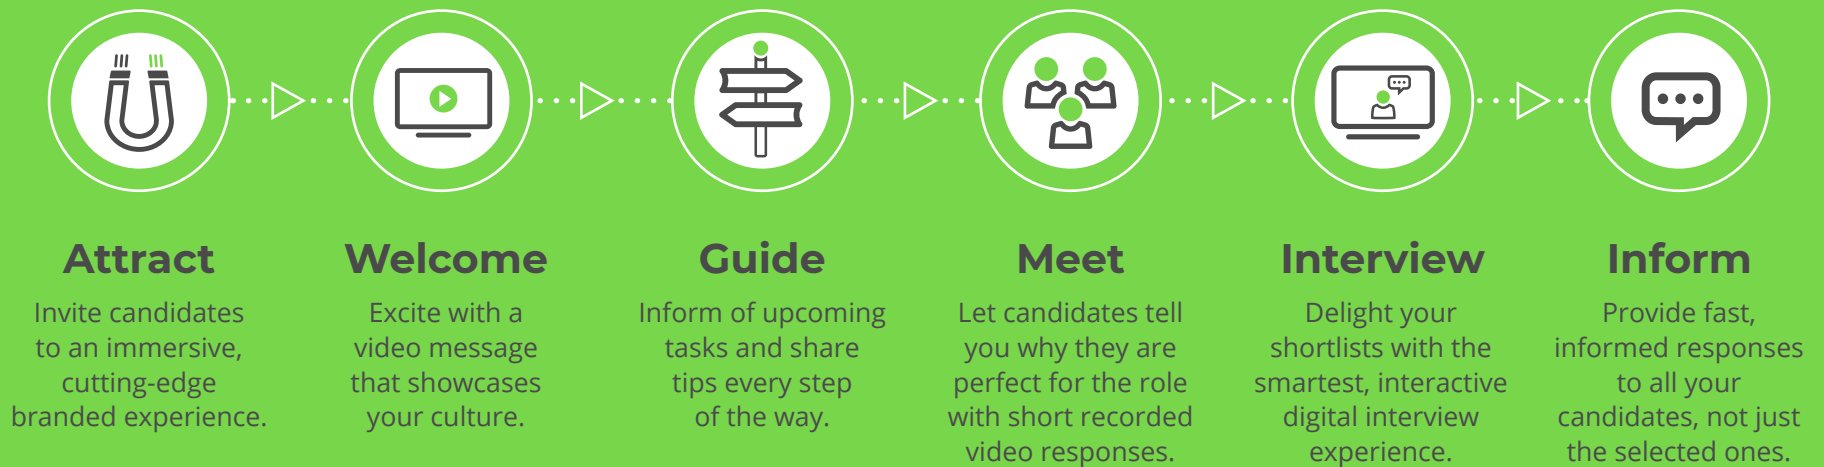 Attract
Invite candidates
to an immersive,
cutting-edge
branded experience.
Welcome
Excite with a
video message
that showcases
your culture.
Guide
Inform of upcoming
tasks and share
tips every step
of the way.
Meet
Let candidates tell
you why they are
perfect for the role
with short recorded
video responses.
Interview
Delight your
shortlists with the
smartest, interactive
digital interview
experience.
Inform
Provide fast,
informed responses
to all your
candidates, not just
the selected ones.